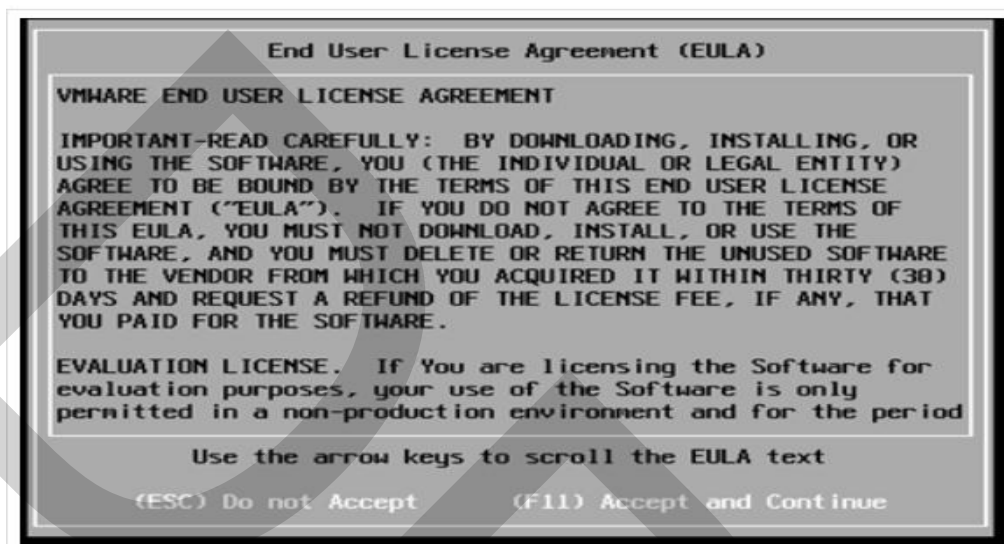 End User License Agreement (EULA)
VMWARE END USER LICENSE AGREEMENT
IMPORTANT-READ CAREFULLY: BY DOWNLOADING, INSTALLING, OR
USING THE SOFTWARE, YOU (THE INDIVIDUAL OR LEGAL ENTITY)
AGREE TO BE BOUND BY THE TERMS OF THIS END USER LICENSE
AGREEMENT ("EULA"). IF YOU DO NOT AGREE TO THE TERMS OF
THIS EULA, YOU MUST NOT DOWNLOAD, INSTALL, OR USE THE
SOFTWARE, AND YOU MUST DELETE OR RETURN THE UNUSED SOFTWARE
TO THE VENDOR FROM WHICH YOU ACQUIRED IT WITHIN THIRTY (30)
DAYS AND REQUEST A REFUND OF THE LICENSE FEE, IF ANY, THAT
YOU PAID FOR THE SOFTWARE.
EVALUATION LICENSE. If You are licensing the Software for
evaluation purposes, your use of the Software is only
permitted in a non-production environment and for the period
Use the arrow keys to scroll the EULA text
(ESC) Do not Accept (F11) Accept and Continue